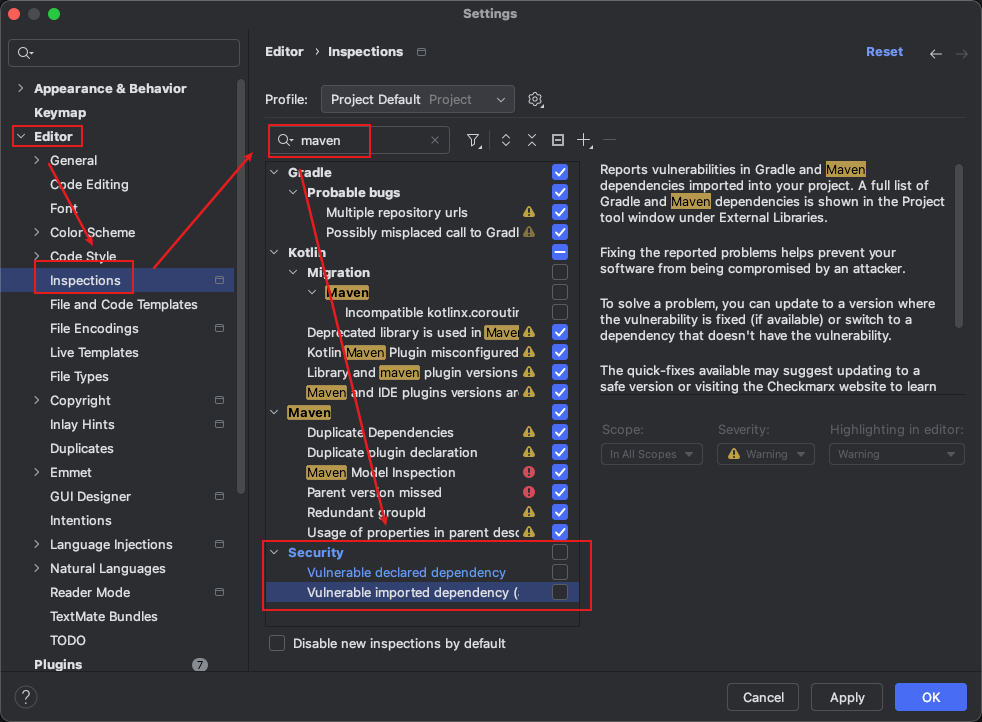 Settings
Appearance & Behavior
Keymap
Editor
General
Code Editing
Font
Color Scheme
Code Style
Inspections
File and Code Templates
File Encodings
Live Templates
File Types
Copyright
Inlay Hints
Duplicates
Emmet
GUI Designer
Intentions
Language Injections
Natural Languages
Reader Mode
TextMate Bundles
TODO
Plugins 7
Editor › Inspections
Reset
Profile: Project Default Project
maven
Gradle
Probable bugs
Multiple repository urls
Possibly misplaced call to Gradl
Kotlin
Migration
Maven
Incompatible kotlinx.coroutin
Deprecated library is used in Maven
Kotlin Maven Plugin misconfigured
Library and maven plugin versions
Maven and IDE plugins versions are
Maven
Duplicate Dependencies
Duplicate plugin declaration
Maven Model Inspection
Parent version missed
Redundant groupId
Usage of properties in parent desc
Security
Vulnerable declared dependency
Vulnerable imported dependency (
Disable new inspections by default
Reports vulnerabilities in Gradle and Maven
dependencies imported into your project. A full list of
Gradle and Maven dependencies is shown in the Project
tool window under External Libraries.
Fixing the reported problems helps prevent your
software from being compromised by an attacker.
To solve a problem, you can update to a version where
the vulnerability is fixed (if available) or switch to a
dependency that doesn't have the vulnerability.
The quick-fixes available may suggest updating to a
safe version or visiting the Checkmarx website to learn
Scope: Severity: Highlighting in editor:
In All Scopes Warning Warning
?
Cancel
Apply
OK